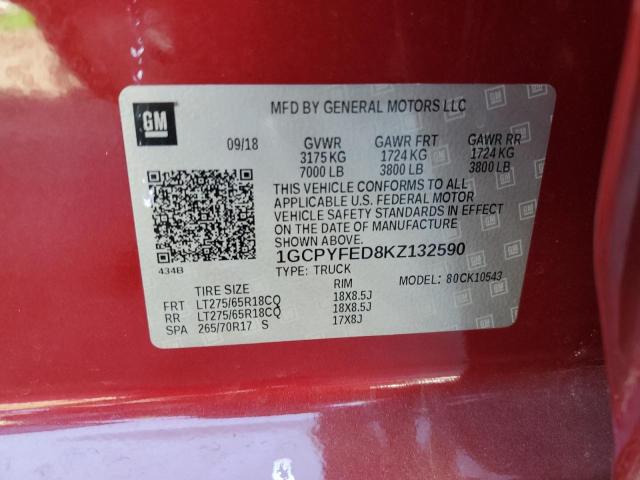 GM
MFD BY GENERAL MOTORS LLC
09/18 GVWR GAWR FRT GAWR RR
3175 KG 1724 KG 1724 KG
7000 LB 3800 LB 3800 LB
THIS VEHICLE CONFORMS TO ALL
APPLICABLE U.S. FEDERAL MOTOR
VEHICLE SAFETY STANDARDS IN EFFECT
ON THE DATE OF MANUFACTURE
SHOWN ABOVE.
434B
1GCPYFED8KZ132590
TYPE: TRUCK MODEL: 80CK10543
TIRE SIZE RIM
FRT LT275/65R18CQ 18X8.5J
RR LT275/65R18CQ 18X8.5J
SPA 265/70R17 S 17X8J